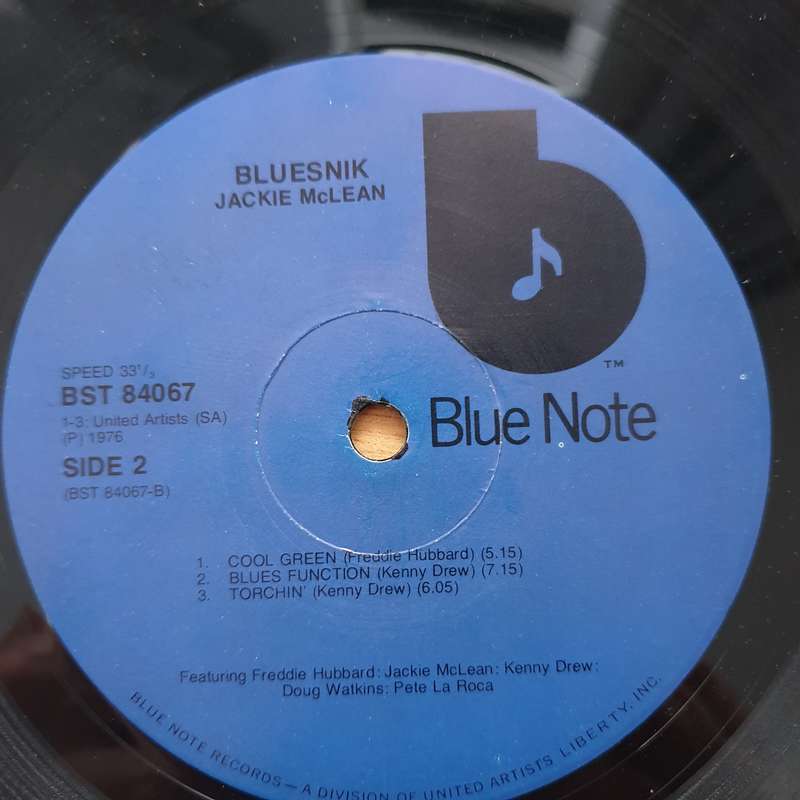 BLUESNIK
JACKIE McLEAN
b
TM
Blue Note
SPEED 33⅓
BST 84067
1-3: United Artists (SA)
(P) 1976
SIDE 2
(BST 84067-B)
1. COOL GREEN (Freddie Hubbard) (5.15)
2. BLUES FUNCTION (Kenny Drew) (7.15)
3. TORCHIN' (Kenny Drew) (6.05)
Featuring Freddie Hubbard: Jackie McLean: Kenny Drew:
Doug Watkins: Pete La Roca
BLUE NOTE RECORDS — A DIVISION OF UNITED ARTISTS LIBERTY, INC.